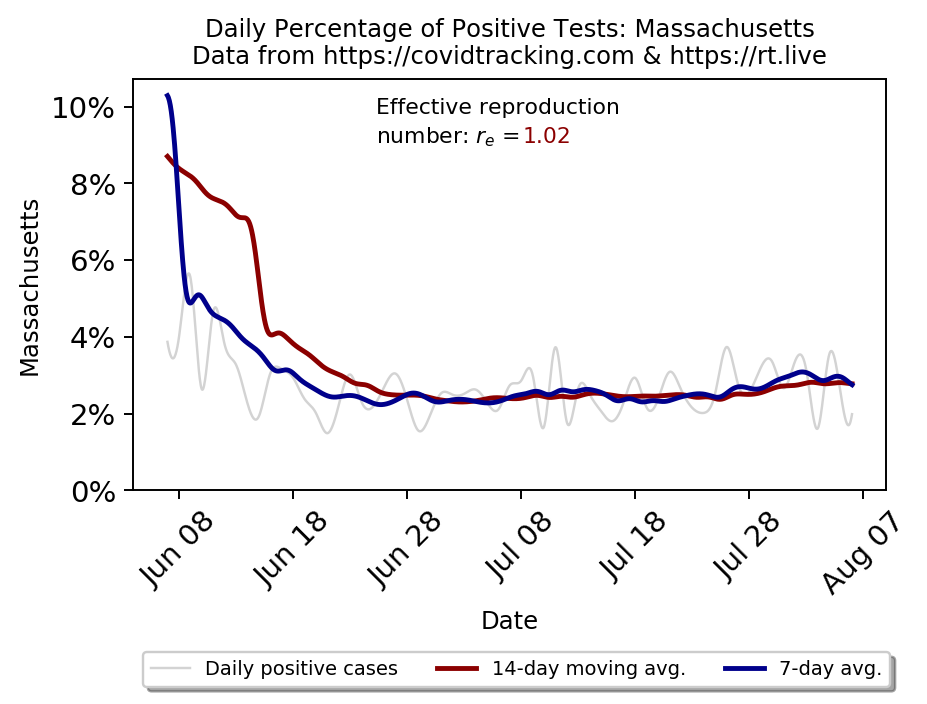 Daily Percentage of Positive Tests: Massachusetts
Data from https://covidtracking.com & https://rt.live
Effective reproduction
number: rₑ =1.02
10%
8%
6%
4%
2%
0%
Massachusetts
Jun 08
Jun 18
Jun 28
Jul 08
Jul 18
Jul 28
Aug 07
Date
Daily positive cases
14-day moving avg.
7-day avg.